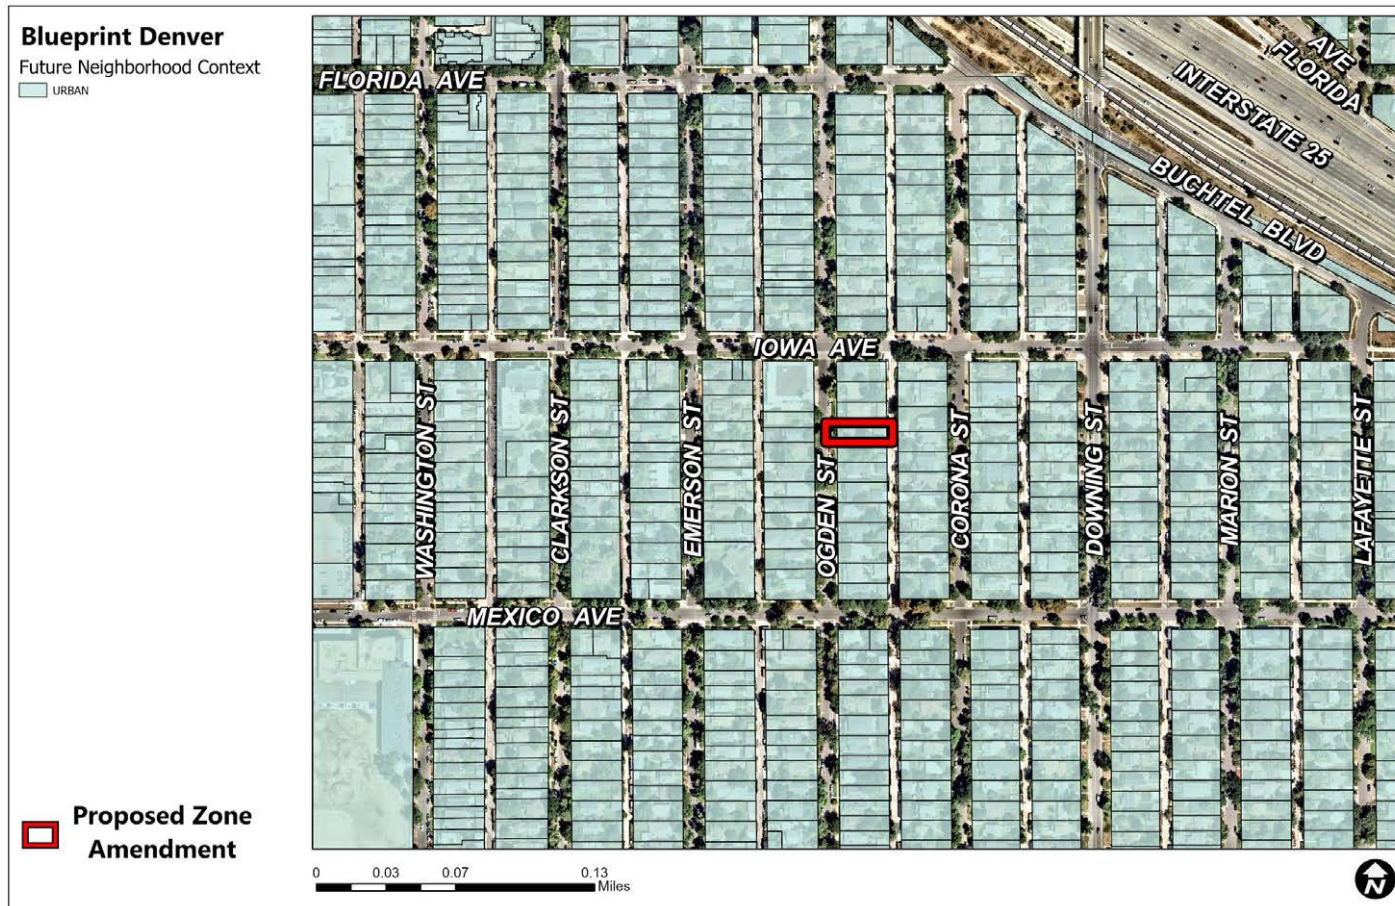 Blueprint Denver
Future Neighborhood Context
URBAN
FLORIDA AVE
AVE
FLORIDA
INTERSTATE 25
BUCHTEL BLVD
IOWA AVE
WASHINGTON ST
CLARKSON ST
EMERSON ST
OGDEN ST
CORONA ST
DOWNING ST
MARION ST
LAFAYETTE ST
MEXICO AVE
Proposed Zone
Amendment
0 0.03 0.07 0.13
Miles
N